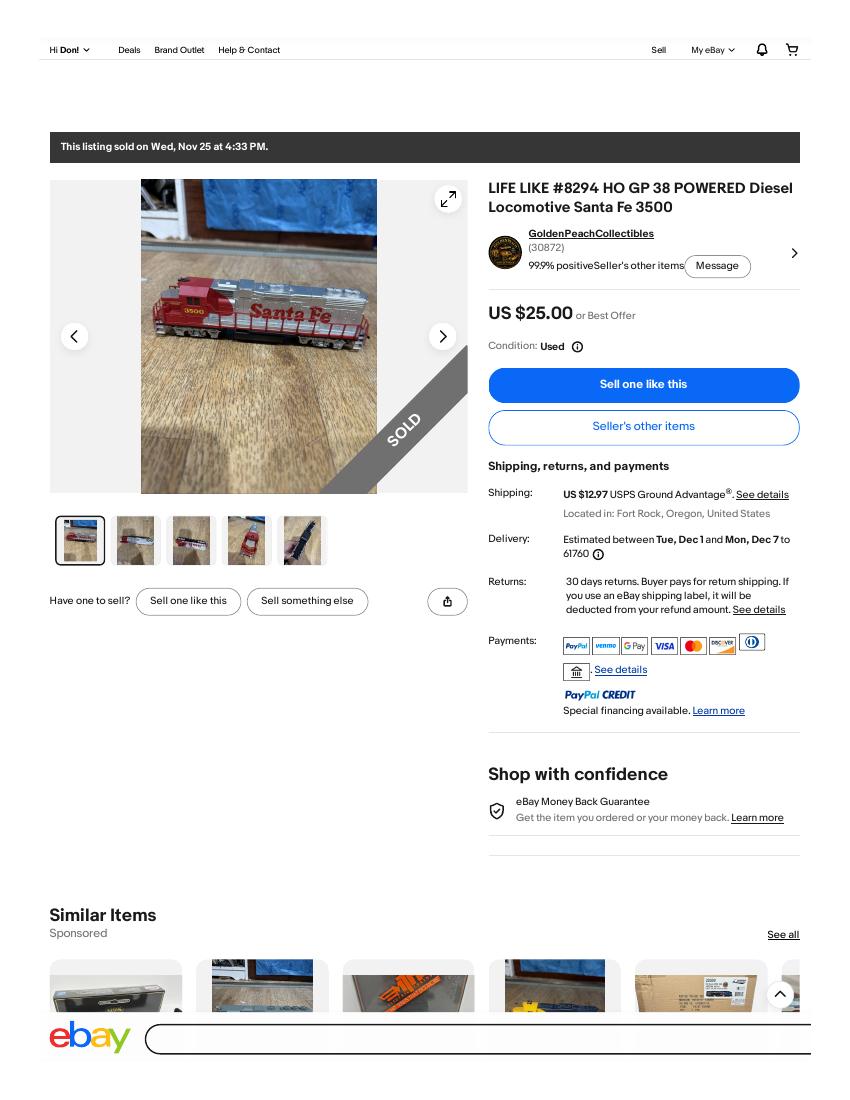 Hi Don!
Deals
Brand Outlet
Help & Contact
Sell
My eBay
This listing sold on Wed, Nov 25 at 4:33 PM.
3500
Santa Fe
SOLD
LIFE LIKE #8294 HO GP 38 POWERED Diesel
Locomotive Santa Fe 3500
GoldenPeachCollectibles
(30872)
99.9% positiveSeller's other items
Message
US $25.00 or Best Offer
Condition: Used
Sell one like this
Seller's other items
Shipping, returns, and payments
Shipping: US $12.97 USPS Ground Advantage®. See details
Located in: Fort Rock, Oregon, United States
Delivery: Estimated between Tue, Dec 1 and Mon, Dec 7 to
61760
Returns: 30 days returns. Buyer pays for return shipping. If
you use an eBay shipping label, it will be
deducted from your refund amount. See details
Payments: PayPal venmo G Pay VISA DISCOVER
. See details
PayPal CREDIT
Special financing available. Learn more
Have one to sell?
Sell one like this
Sell something else
Shop with confidence
eBay Money Back Guarantee
Get the item you ordered or your money back. Learn more
Similar Items
Sponsored
See all
ebay